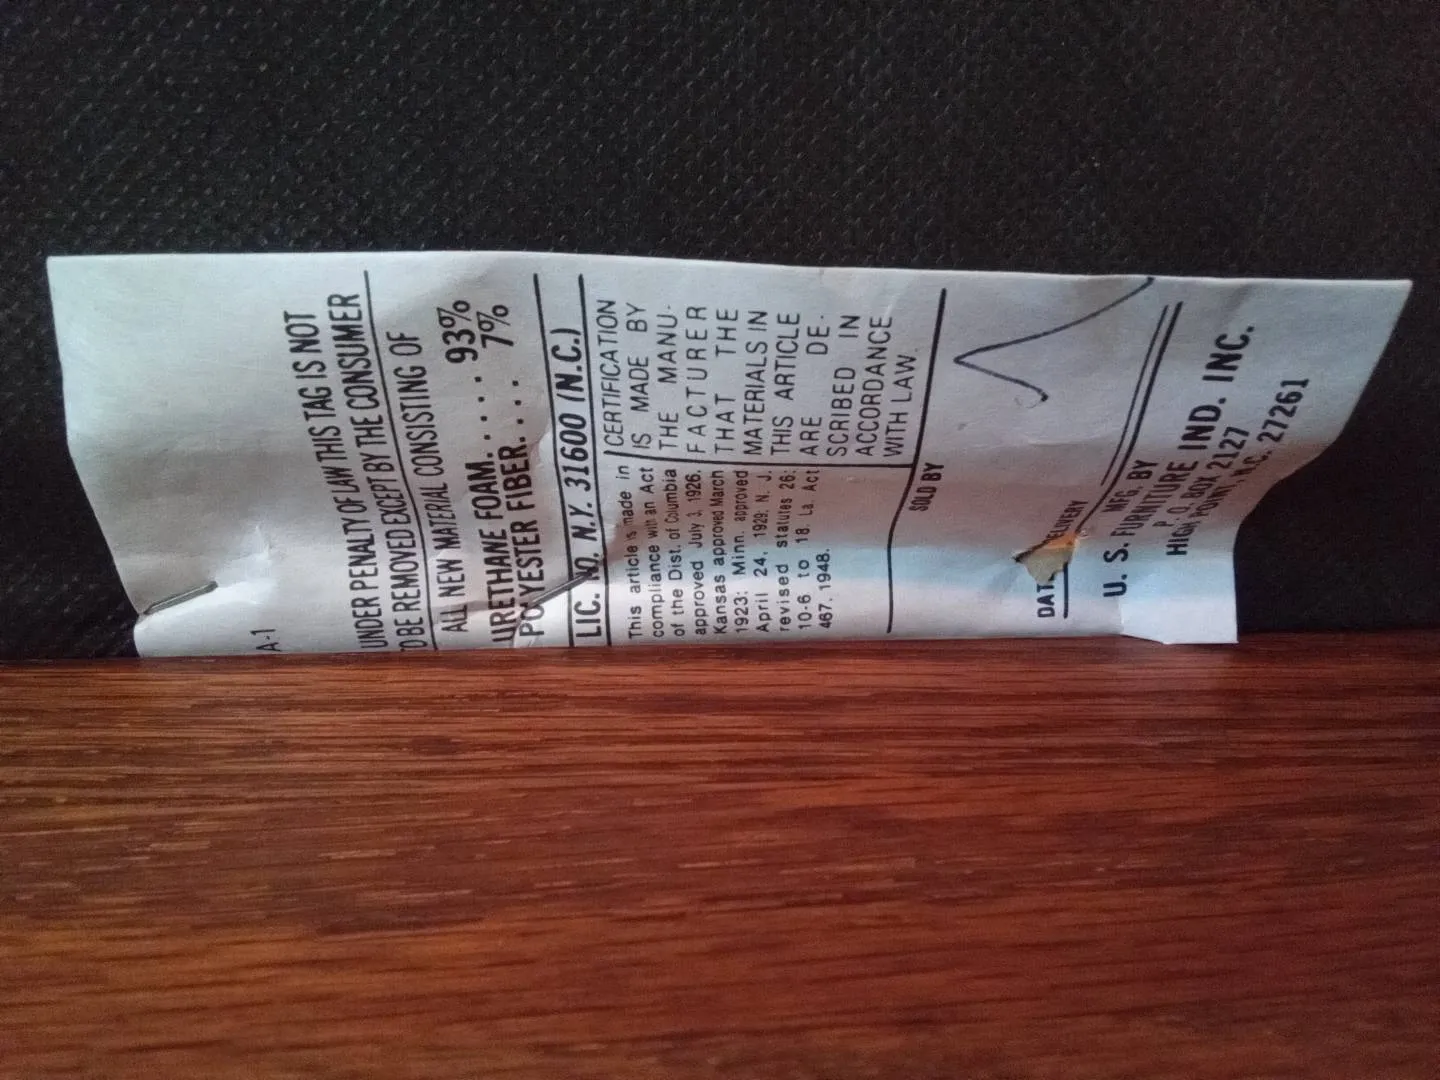 A-1
UNDER PENALTY OF LAW THIS TAG IS NOT
TO BE REMOVED EXCEPT BY THE CONSUMER
ALL NEW MATERIAL CONSISTING OF
URETHANE FOAM. . . . . 93%
POLYESTER FIBER. . . . 7%
LIC. NO. N.Y. 31600 (N.C.)
This article is made in
compliance with an Act
of the Dist. of Columbia
approved July 3, 1926.
Kansas approved March
1923; Minn. approved
April 24, 1929; N. J.
revised statutes 26:
10-6 to 18. La. Act
467, 1948.
CERTIFICATION
IS MADE BY
THE MANU-
FACTURER
THAT THE
MATERIALS IN
THIS ARTICLE
ARE DE-
SCRIBED IN
ACCORDANCE
WITH LAW.
SOLD BY
DATE DELIVERY
MFG. BY
U. S. FURNITURE IND. INC.
P. O. BOX 2127
HIGH POINT, N.C. 27261